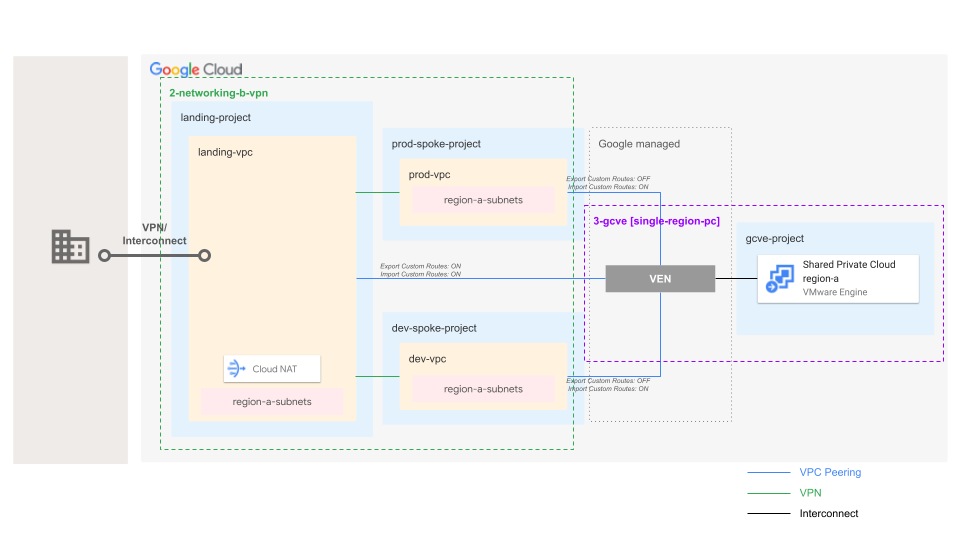 Google Cloud
2-networking-b-vpn
landing-project
landing-vpc
prod-spoke-project
prod-vpc
region-a-subnets
Google managed
Export Custom Routes: OFF
Import Custom Routes: ON
3-gcve [single-region-pc]
gcve-project
VPN/
Interconnect
Export Custom Routes: ON
Import Custom Routes: ON
VEN
Shared Private Cloud
region-a
VMware Engine
dev-spoke-project
dev-vpc
region-a-subnets
Export Custom Routes: OFF
Import Custom Routes: ON
Cloud NAT
region-a-subnets
VPC Peering
VPN
Interconnect